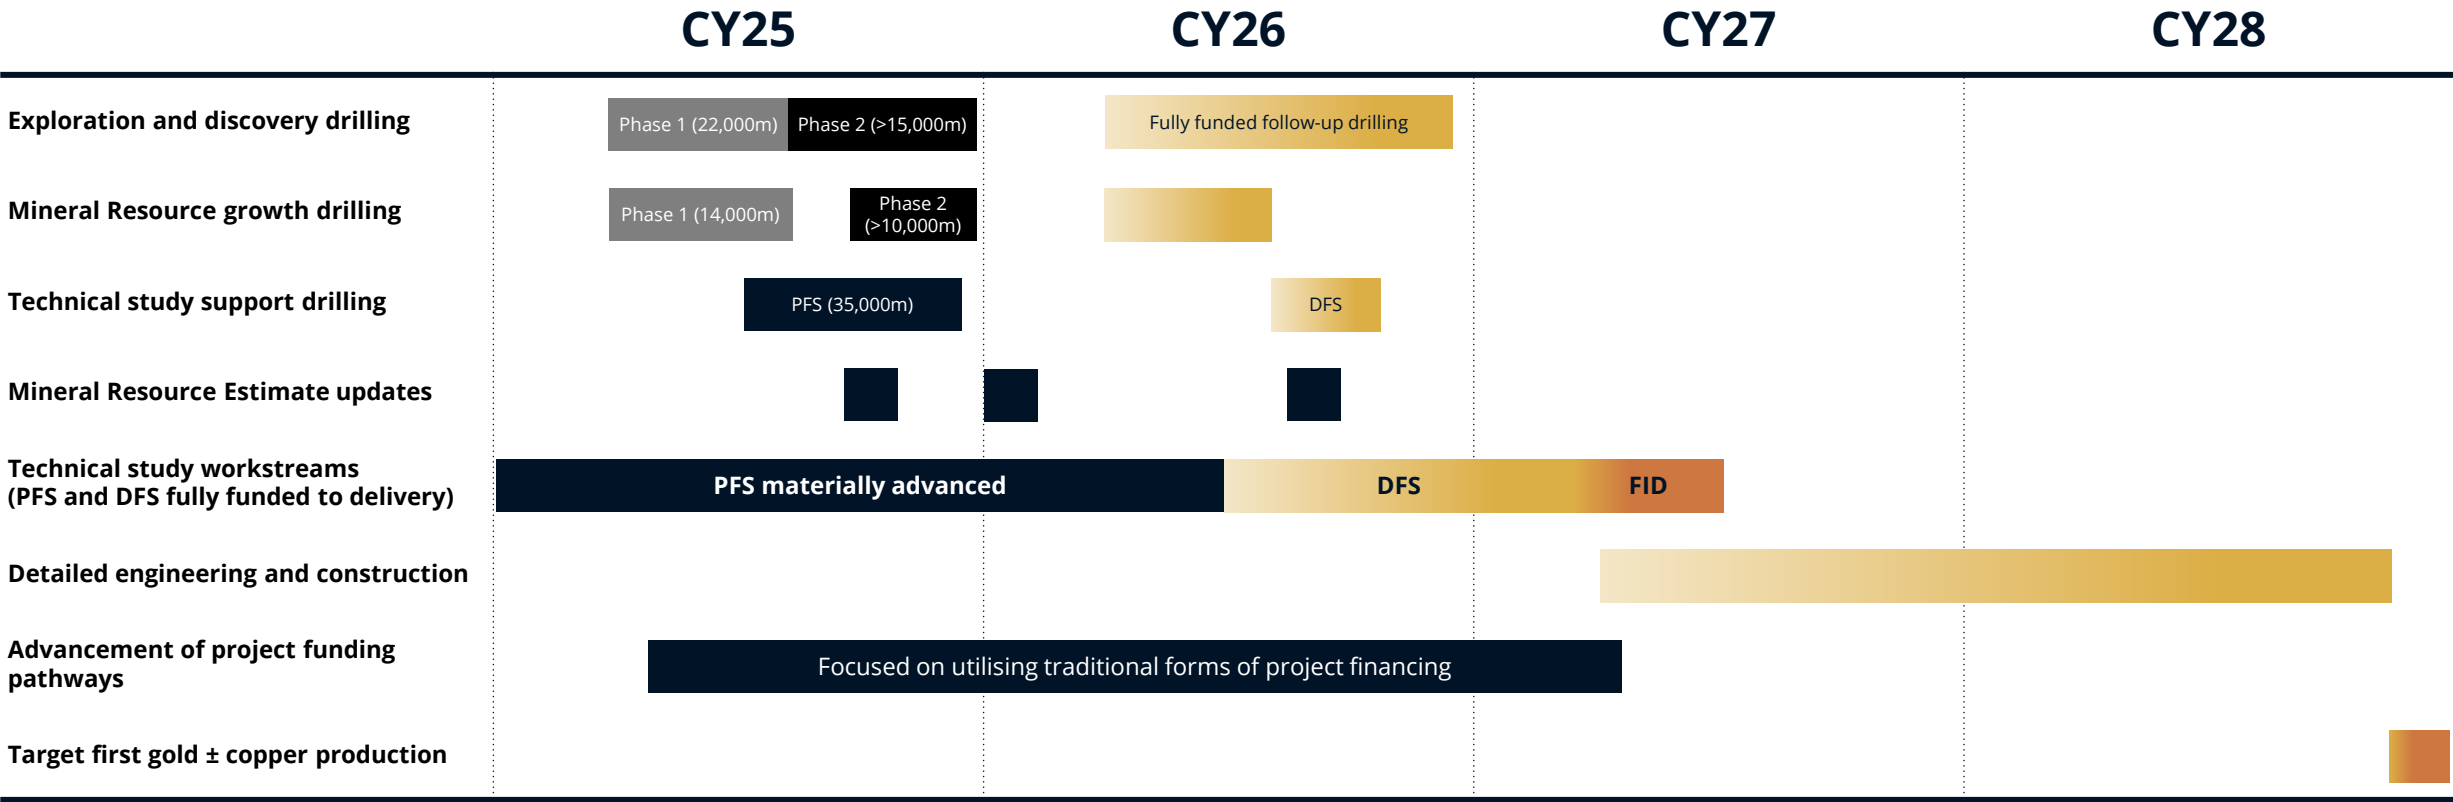 CY25 CY26 CY27 CY28
Exploration and discovery drilling
Phase 1 (22,000m)
Phase 2 (>15,000m)
Fully funded follow-up drilling
Mineral Resource growth drilling
Phase 1 (14,000m)
Phase 2
(>10,000m)
Technical study support drilling
PFS (35,000m)
DFS
Mineral Resource Estimate updates
Technical study workstreams
(PFS and DFS fully funded to delivery)
PFS materially advanced
DFS
FID
Detailed engineering and construction
Advancement of project funding
pathways
Focused on utilising traditional forms of project financing
Target first gold ± copper production